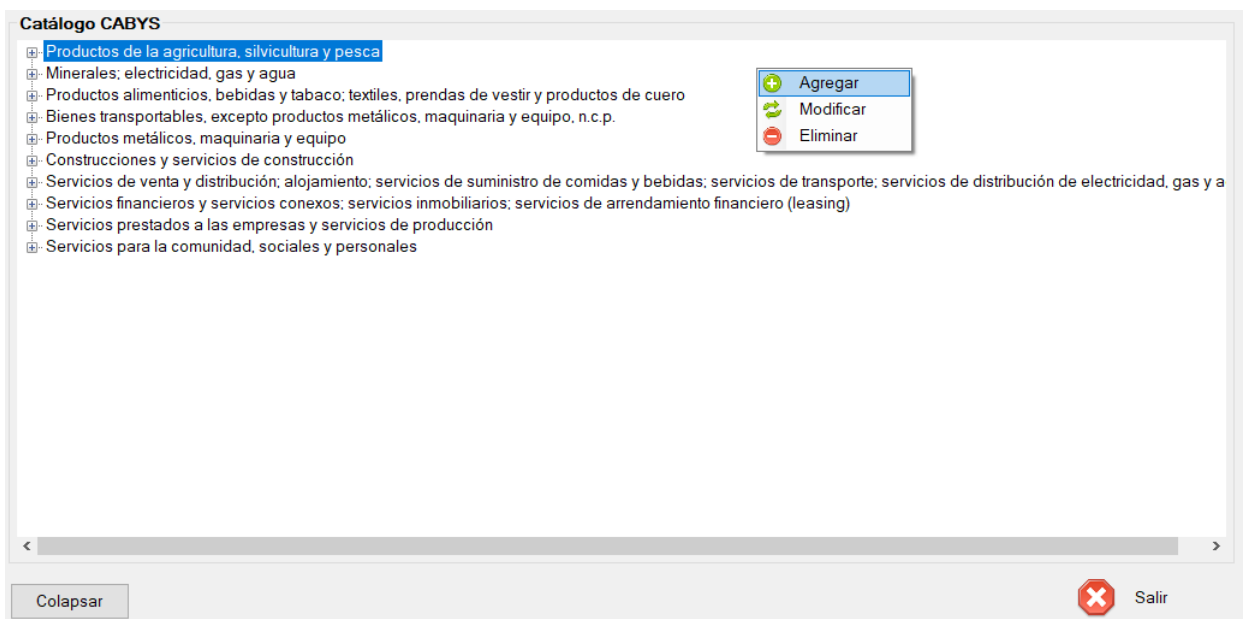 Catálogo CABYS
Productos de la agricultura, silvicultura y pesca
Minerales; electricidad, gas y agua
Productos alimenticios, bebidas y tabaco; textiles, prendas de vestir y productos de cuero
Bienes transportables, excepto productos metálicos, maquinaria y equipo, n.c.p.
Productos metálicos, maquinaria y equipo
Construcciones y servicios de construcción
Servicios de venta y distribución; alojamiento; servicios de suministro de comidas y bebidas; servicios de transporte; servicios de distribución de electricidad, gas y a
Servicios financieros y servicios conexos; servicios inmobiliarios; servicios de arrendamiento financiero (leasing)
Servicios prestados a las empresas y servicios de producción
Servicios para la comunidad, sociales y personales
Agregar
Modificar
Eliminar
Colapsar
Salir